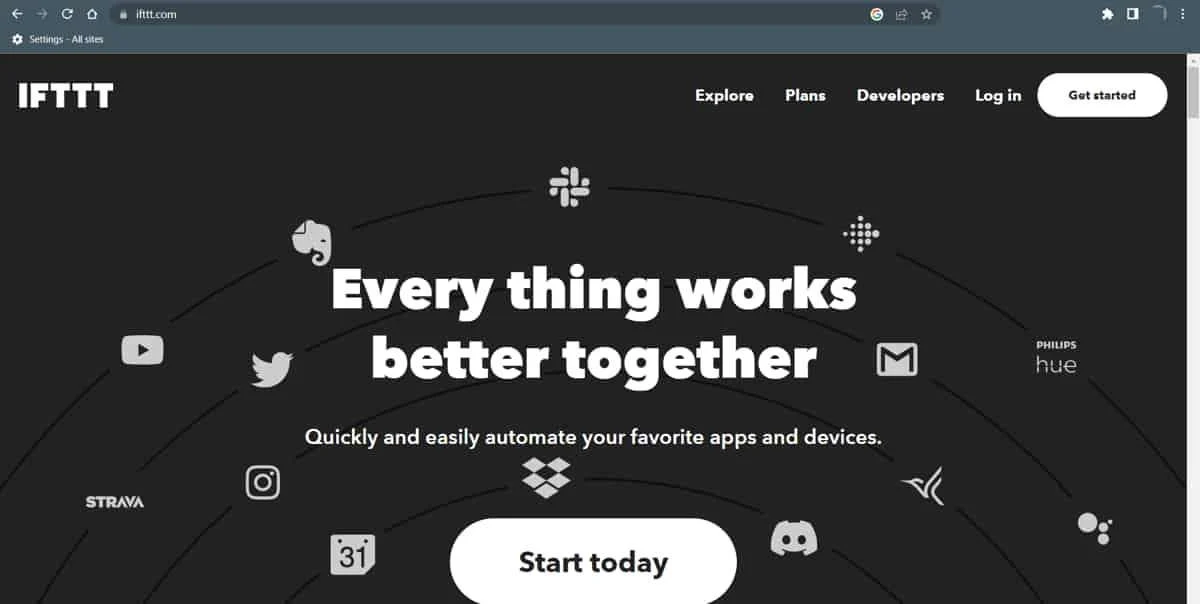 ifttt.com
Settings - All sites
IFTTT
Explore
Plans
Developers
Log in
Get started
Every thing works
better together
PHILIPS
hue
Quickly and easily automate your favorite apps and devices.
STRAVA
31
Start today